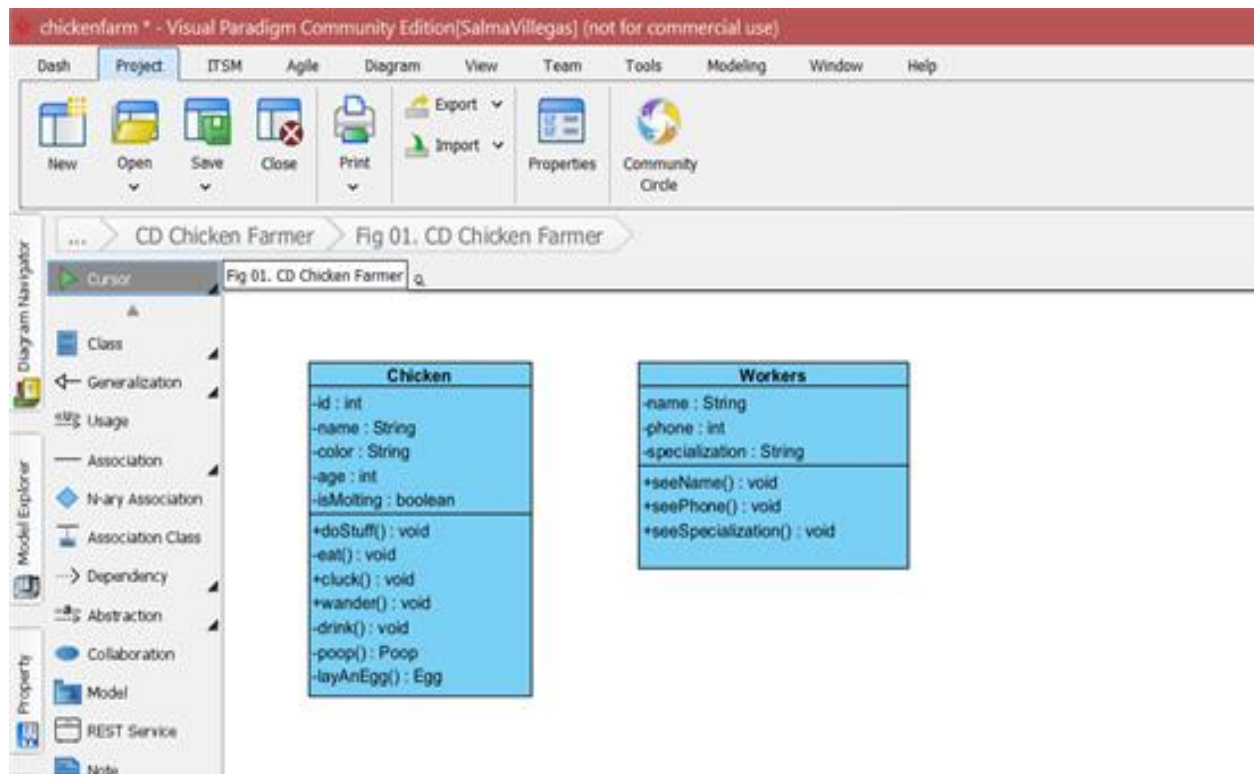 chickenfarm * - Visual Paradigm Community Edition[SalmaVillegas] (not for commercial use)
Dash Project ITSM Agile Diagram View Team Tools Modeling Window Help
Export
Import
New Open Save Close Print Properties Community Circle
... CD Chicken Farmer Fig 01. CD Chicken Farmer
Diagram Navigator
Model Explorer
Property
Cursor
Class
Generalization
Usage
Association
N-ary Association
Association Class
Dependency
Abstraction
Collaboration
Model
REST Service
Note
Fig 01. CD Chicken Farmer
Chicken
-id : int
-name : String
-color : String
-age : int
-isMolting : boolean
+doStuff() : void
-eat() : void
+cluck() : void
+wander() : void
-drink() : void
-poop() : Poop
-layAnEgg() : Egg
Workers
-name : String
-phone : int
-specialization : String
+seeName() : void
+seePhone() : void
+seeSpecialization() : void